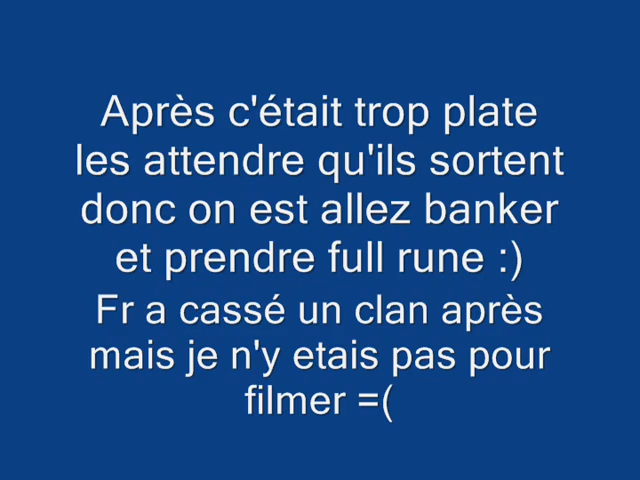 Après c'était trop plate
les attendre qu'ils sortent
donc on est allez banker
et prendre full rune :)
Fr a cassé un clan après
mais je n'y etais pas pour
filmer =(